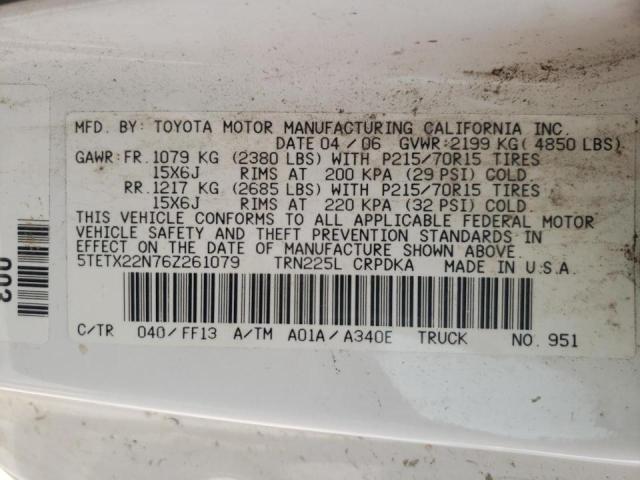 MFD. BY: TOYOTA MOTOR MANUFACTURING CALIFORNIA INC.
DATE 04 / 06 GVWR:2199 KG( 4850 LBS)
GAWR:FR.1079 KG (2380 LBS) WITH P215/70R15 TIRES
15X6J RIMS AT 200 KPA (29 PSI) COLD
RR.1217 KG (2685 LBS) WITH P215/70R15 TIRES
15X6J RIMS AT 220 KPA (32 PSI) COLD
THIS VEHICLE CONFORMS TO ALL APPLICABLE FEDERAL MOTOR
VEHICLE SAFETY AND THEFT PREVENTION STANDARDS IN
EFFECT ON THE DATE OF MANUFACTURE SHOWN ABOVE.
5TETX22N76Z261079 TRN225L CRPDKA MADE IN U.S.A.
C/TR 040/FF13 A/TM A01A/A340E TRUCK NO. 951
003